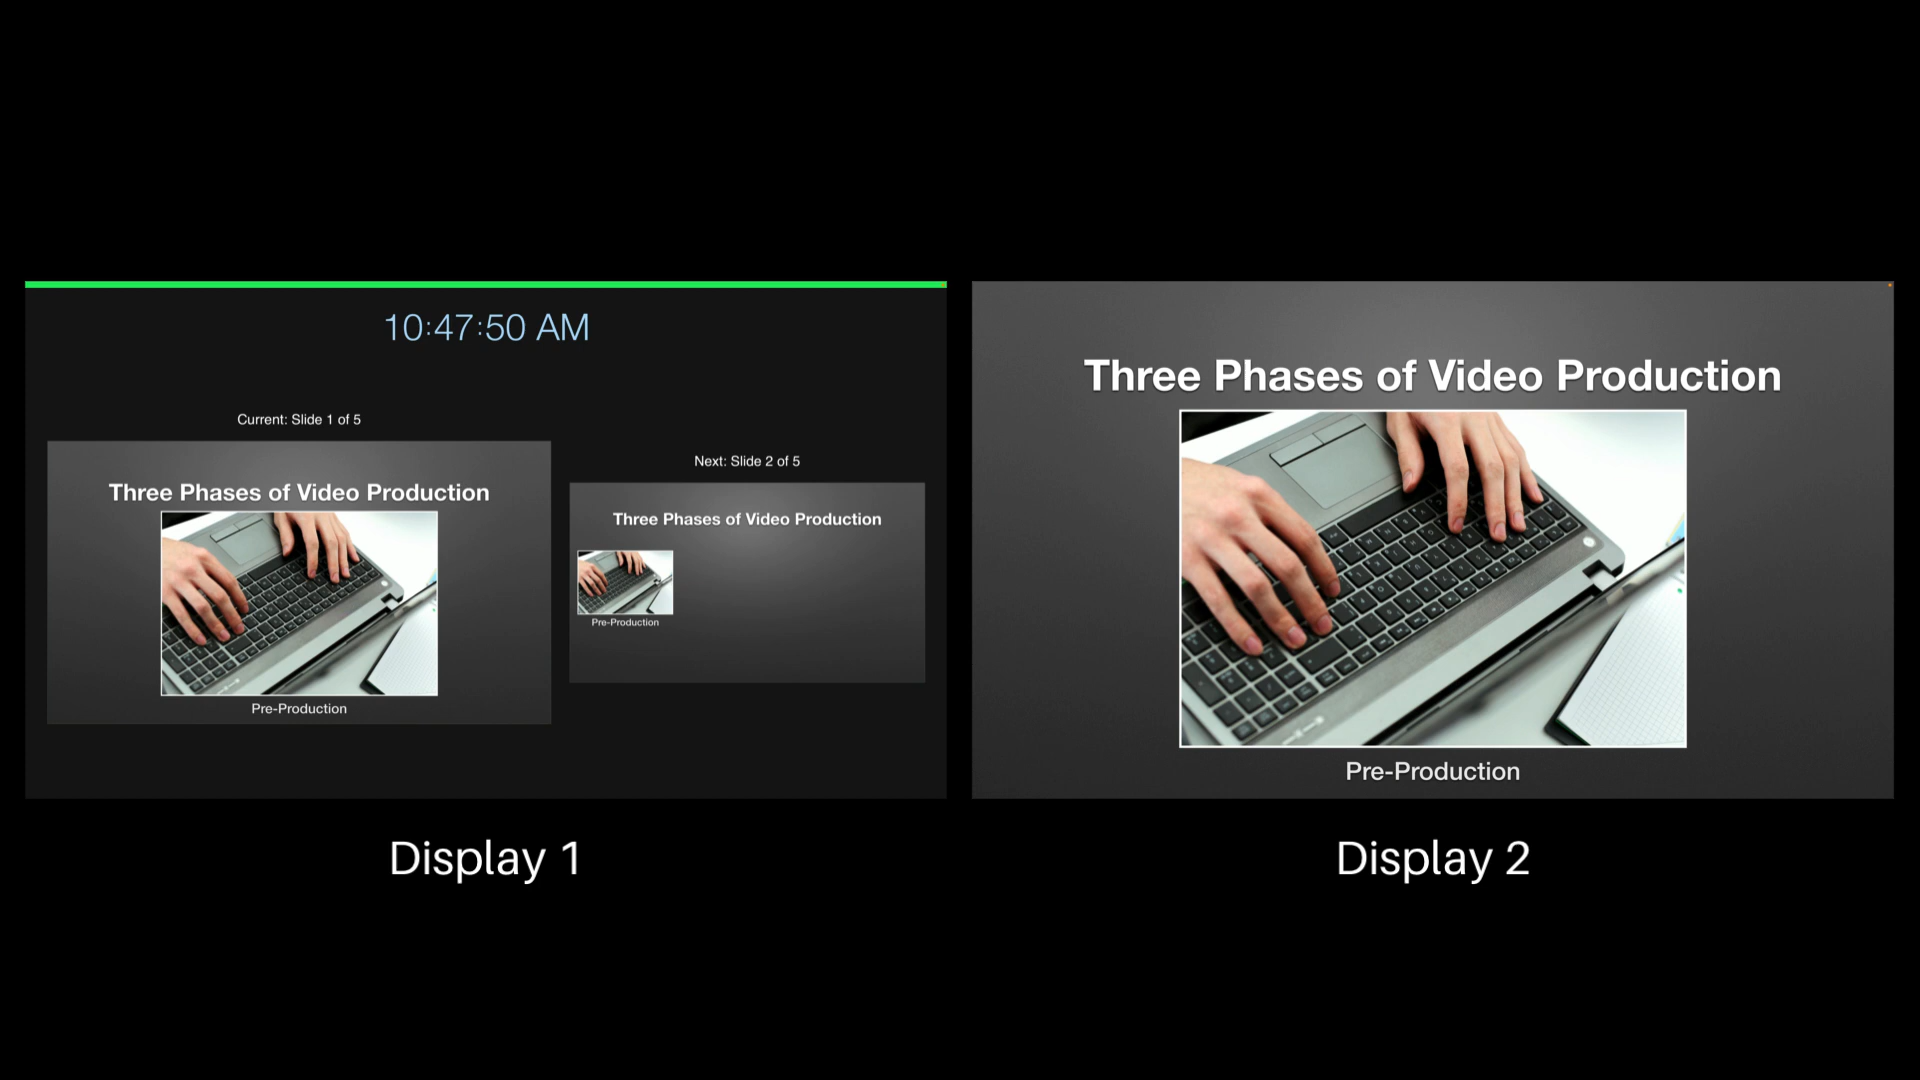 10:47:50 AM
Current: Slide 1 of 5
Three Phases of Video Production
Pre-Production
Next: Slide 2 of 5
Three Phases of Video Production
Pre-Production
Display 1
Three Phases of Video Production
Pre-Production
Display 2